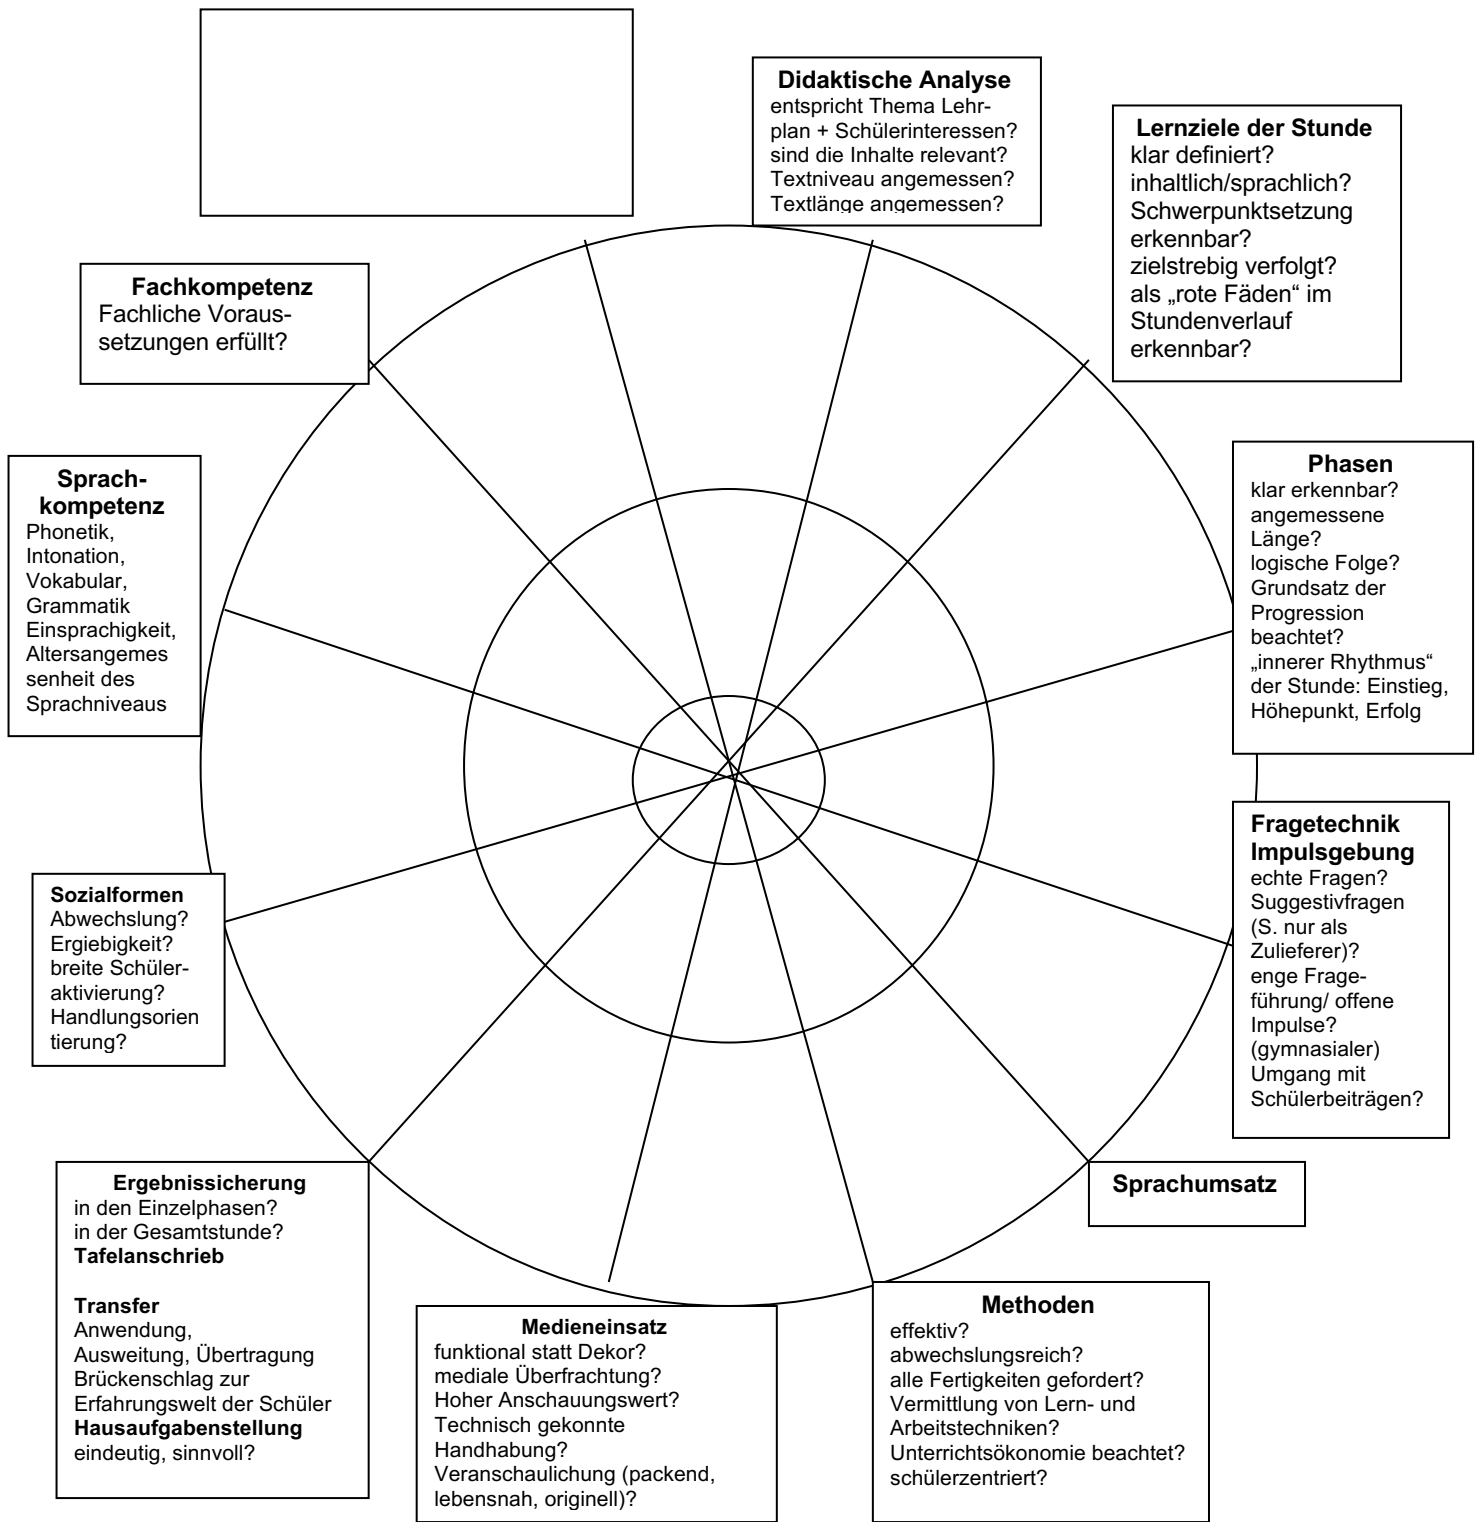 Didaktische Analyse
entspricht Thema Lehr-
plan + Schülerinteressen?
sind die Inhalte relevant?
Textniveau angemessen?
Textlänge angemessen?
Lernziele der Stunde
klar definiert?
inhaltlich/sprachlich?
Schwerpunktsetzung
erkennbar?
zielstrebig verfolgt?
als „rote Fäden“ im
Stundenverlauf
erkennbar?
Fachkompetenz
Fachliche Voraus-
setzungen erfüllt?
Phasen
klar erkennbar?
angemessene
Länge?
logische Folge?
Grundsatz der
Progression
beachtet?
„innerer Rhythmus“
der Stunde: Einstieg,
Höhepunkt, Erfolg
Sprach-
kompetenz
Phonetik,
Intonation,
Vokabular,
Grammatik
Einsprachigkeit,
Altersangemes
senheit des
Sprachniveaus
Fragetechnik
Impulsgebung
echte Fragen?
Suggestivfragen
(S. nur als
Zulieferer)?
enge Frage-
führung/ offene
Impulse?
(gymnasialer)
Umgang mit
Schülerbeiträgen?
Sozialformen
Abwechslung?
Ergiebigkeit?
breite Schüler-
aktivierung?
Handlungsorien
tierung?
Sprachumsatz
Ergebnissicherung
in den Einzelphasen?
in der Gesamtstunde?
Tafelanschrieb
Transfer
Anwendung,
Ausweitung, Übertragung
Brückenschlag zur
Erfahrungswelt der Schüler
Hausaufgabenstellung
eindeutig, sinnvoll?
Medieneinsatz
funktional statt Dekor?
mediale Überfrachtung?
Hoher Anschauungswert?
Technisch gekonnte
Handhabung?
Veranschaulichung (packend,
lebensnah, originell)?
Methoden
effektiv?
abwechslungsreich?
alle Fertigkeiten gefordert?
Vermittlung von Lern- und
Arbeitstechniken?
Unterrichtsökonomie beachtet?
schülerzentriert?